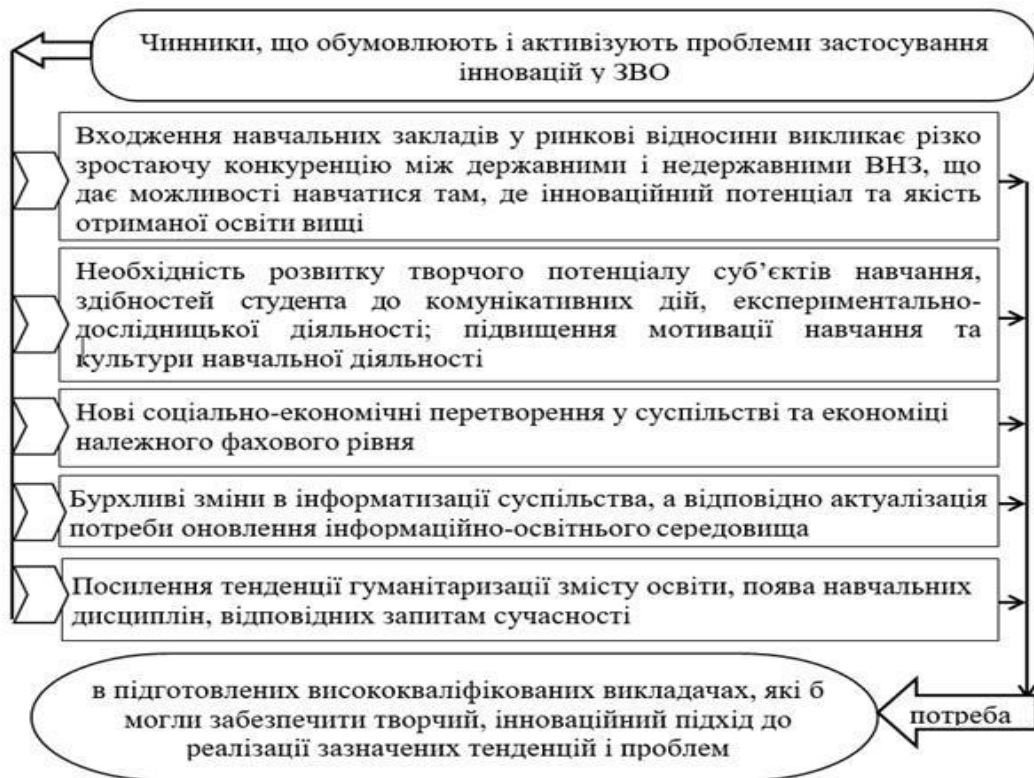 Чинники, що обумовлюють і активізують проблеми застосування
інновацій у ЗВО
Входження навчальних закладів у ринкові відносини викликає різко
зростаючу конкуренцію між державними і недержавними ВНЗ, що
дає можливості навчатися там, де інноваційний потенціал та якість
отриманої освіти вищі
Необхідність розвитку творчого потенціалу суб’єктів навчання,
здібностей студента до комунікативних дій, експериментально-
дослідницької діяльності; підвищення мотивації навчання та
культури навчальної діяльності
Нові соціально-економічні перетворення у суспільстві та економіці
належного фахового рівня
Бурхливі зміни в інформатизації суспільства, а відповідно актуалізація
потреби оновлення інформаційно-освітнього середовища
Посилення тенденції гуманітаризації змісту освіти, поява навчальних
дисциплін, відповідних запитам сучасності
потреба
в підготовлених висококваліфікованих викладачах, які б
могли забезпечити творчий, інноваційний підхід до
реалізації зазначених тенденцій і проблем